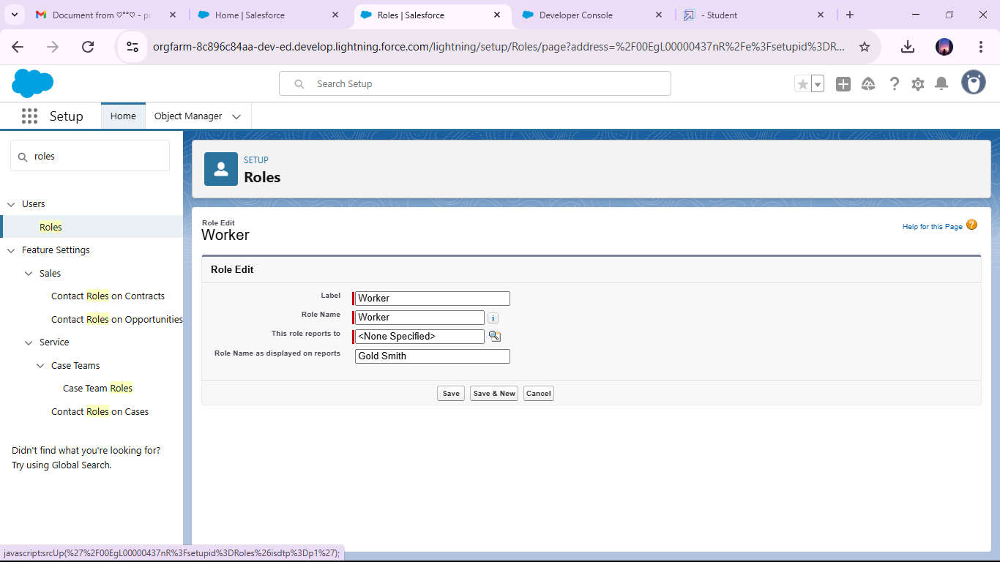 Document from ♡°°♡ - pr
Home | Salesforce
Roles | Salesforce
Developer Console
- Student
orgfarm-8c896c84aa-dev-ed.develop.lightning.force.com/lightning/setup/Roles/page?address=%2F00EgL00000437nR%2Fe%3Fsetupid%3DR...
Search Setup
Setup
Home
Object Manager
roles
Users
Roles
Feature Settings
Sales
Contact Roles on Contracts
Contact Roles on Opportunities
Service
Case Teams
Case Team Roles
Contact Roles on Cases
Didn't find what you're looking for?
Try using Global Search.
SETUP
Roles
Role Edit
Worker
Help for this Page
Role Edit
Label
Worker
Role Name
Worker
This role reports to
<None Specified>
Role Name as displayed on reports
Gold Smith
Save
Save & New
Cancel
javascript:srcUp(%27%2F00EgL00000437nR%3Fsetupid%3DRoles%26isdtp%3Dp1%27);